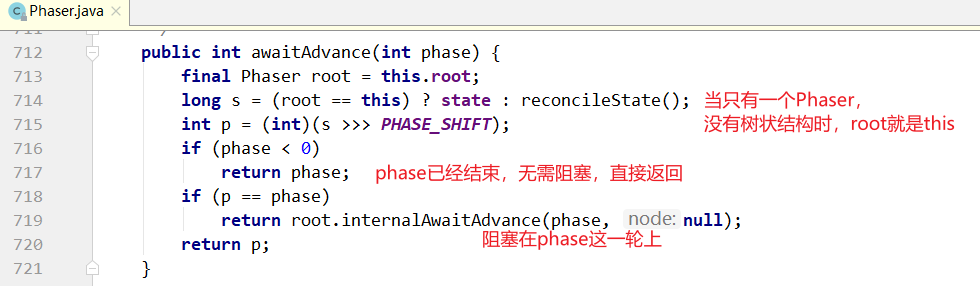 Phaser.java
711 */
712 public int awaitAdvance(int phase) {
713 final Phaser root = this.root;
714 long s = (root == this) ? state : reconcileState(); 当只有一个Phaser，
715 int p = (int)(s >>> PHASE_SHIFT); 没有树状结构时，root就是this
716 if (phase < 0)
717 return phase; phase已经结束，无需阻塞，直接返回
718 if (p == phase)
719 return root.internalAwaitAdvance(phase, node: null);
720 return p; 阻塞在phase这一轮上
721 }